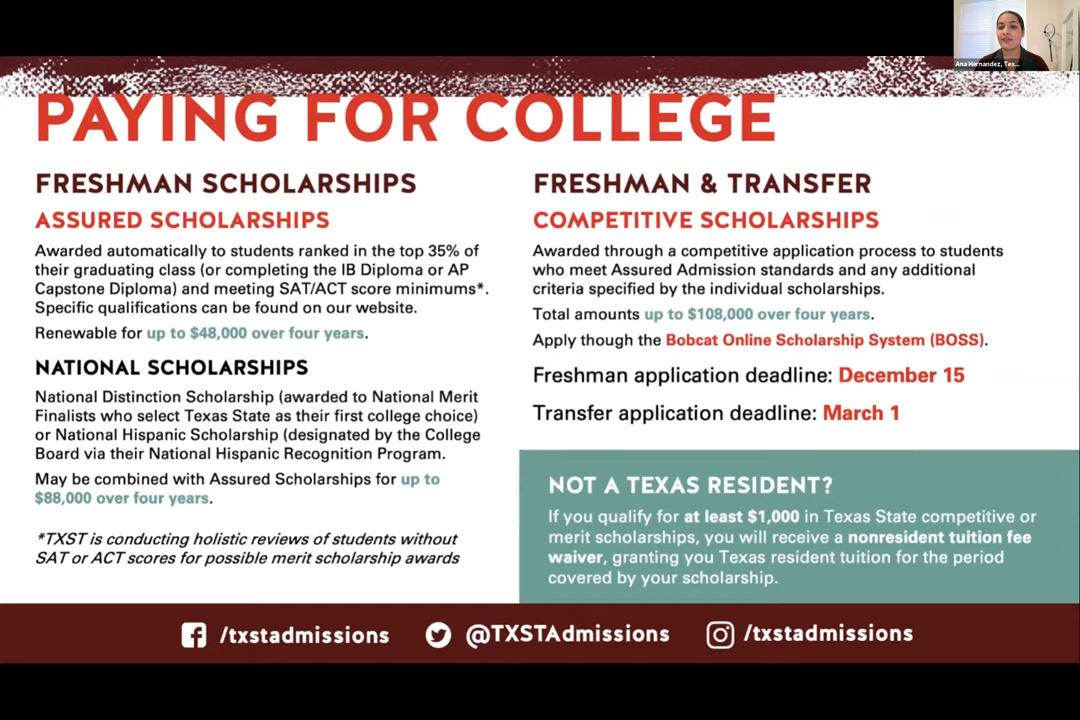 Ana Hernandez, Tex...
PAYING FOR COLLEGE
FRESHMAN SCHOLARSHIPS
ASSURED SCHOLARSHIPS
Awarded automatically to students ranked in the top 35% of
their graduating class (or completing the IB Diploma or AP
Capstone Diploma) and meeting SAT/ACT score minimums*.
Specific qualifications can be found on our website.
Renewable for up to $48,000 over four years.
NATIONAL SCHOLARSHIPS
National Distinction Scholarship (awarded to National Merit
Finalists who select Texas State as their first college choice)
or National Hispanic Scholarship (designated by the College
Board via their National Hispanic Recognition Program.
May be combined with Assured Scholarships for up to
$88,000 over four years.
*TXST is conducting holistic reviews of students without
SAT or ACT scores for possible merit scholarship awards
FRESHMAN & TRANSFER
COMPETITIVE SCHOLARSHIPS
Awarded through a competitive application process to students
who meet Assured Admission standards and any additional
criteria specified by the individual scholarships.
Total amounts up to $108,000 over four years.
Apply though the Bobcat Online Scholarship System (BOSS).
Freshman application deadline: December 15
Transfer application deadline: March 1
NOT A TEXAS RESIDENT?
If you qualify for at least $1,000 in Texas State competitive or
merit scholarships, you will receive a nonresident tuition fee
waiver, granting you Texas resident tuition for the period
covered by your scholarship.
/txstadmissions
@TXSTAdmissions
/txstadmissions